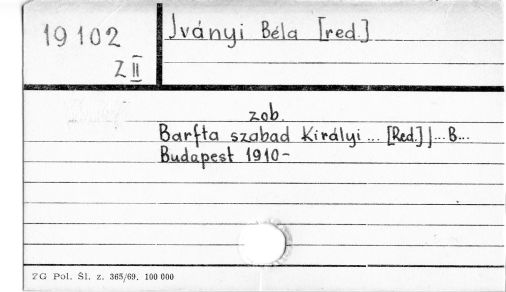 19102
Z II
Iványi Béla [red.]
zob.
Barfta szabad Királyi ... [Red.] | ... B...
Budapest 1910-
ZG Pol. Śl. z. 365/69. 100 000